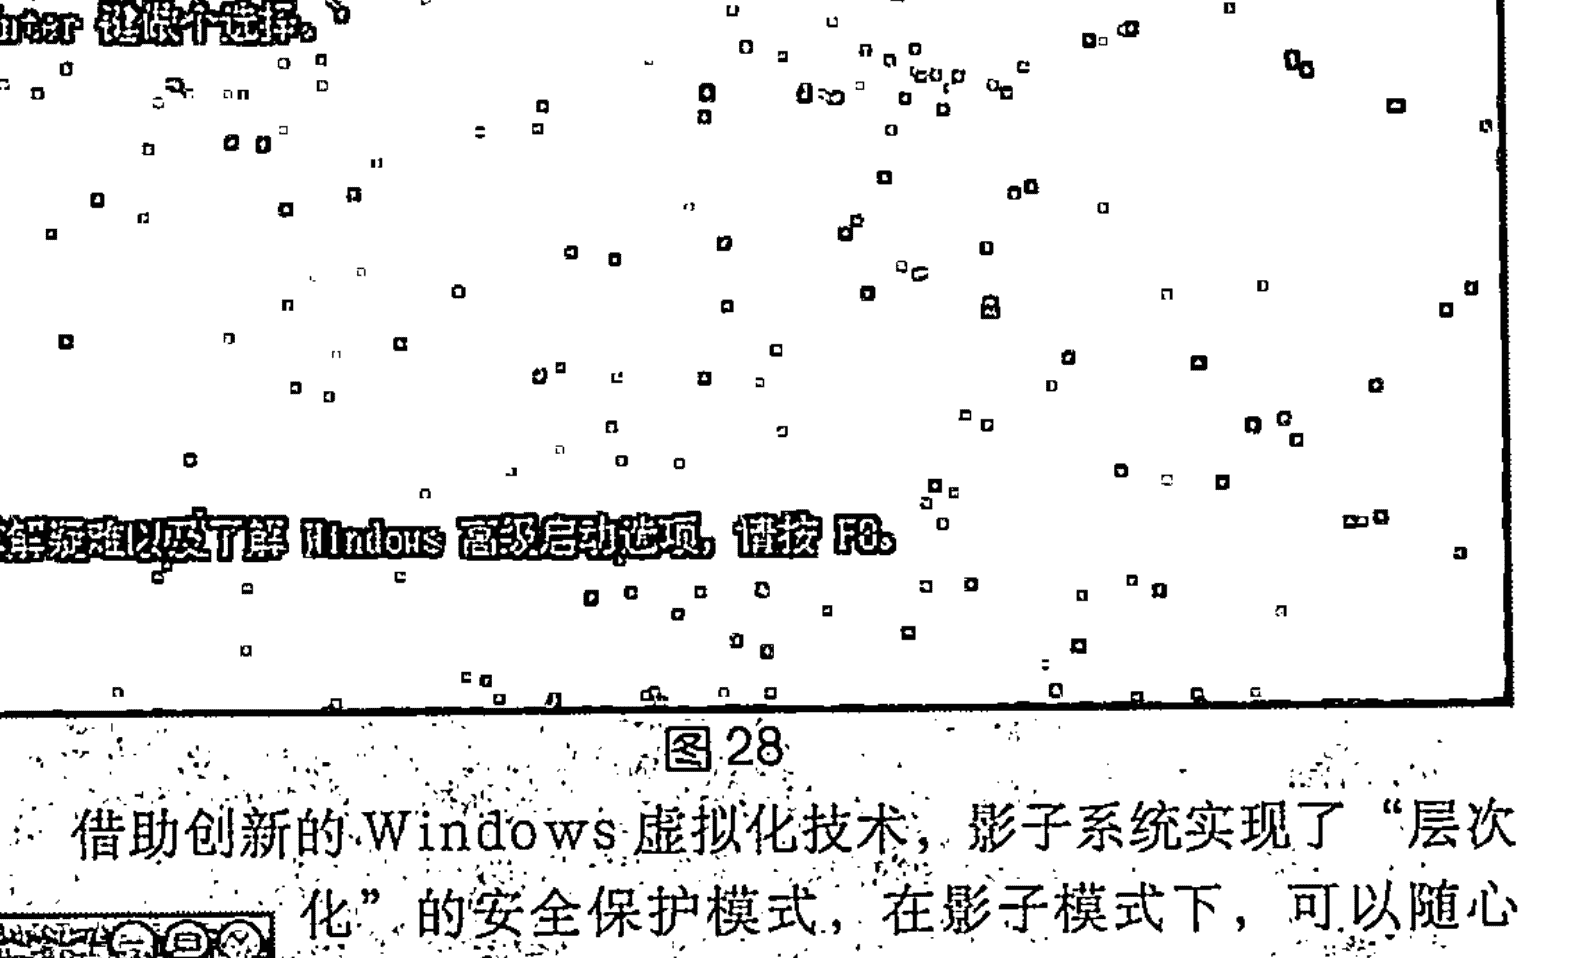 键做个选择。
解疑难以及了解 Windows 高级启动选项, 请按 F8。
图 28
借助创新的 Windows 虚拟化技术，影子系统实现了“层次
化”的安全保护模式，在影子模式下，可以随心